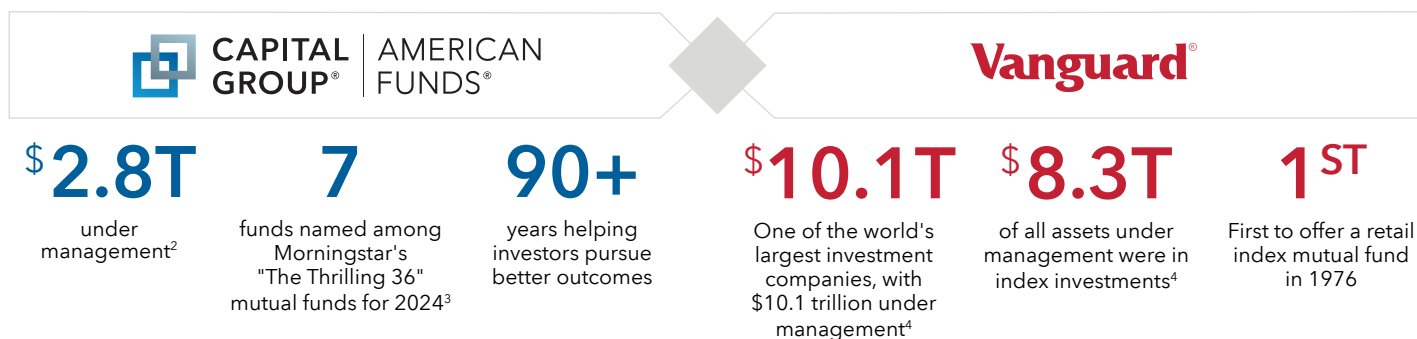 CAPITAL GROUP® | AMERICAN FUNDS®
Vanguard®
$2.8T
under
management²
7
funds named among
Morningstar's
"The Thrilling 36"
mutual funds for 2024³
90+
years helping
investors pursue
better outcomes
$10.1T
One of the world's
largest investment
companies, with
$10.1 trillion under
management⁴
$8.3T
of all assets under
management were in
index investments⁴
1ST
First to offer a retail
index mutual fund
in 1976